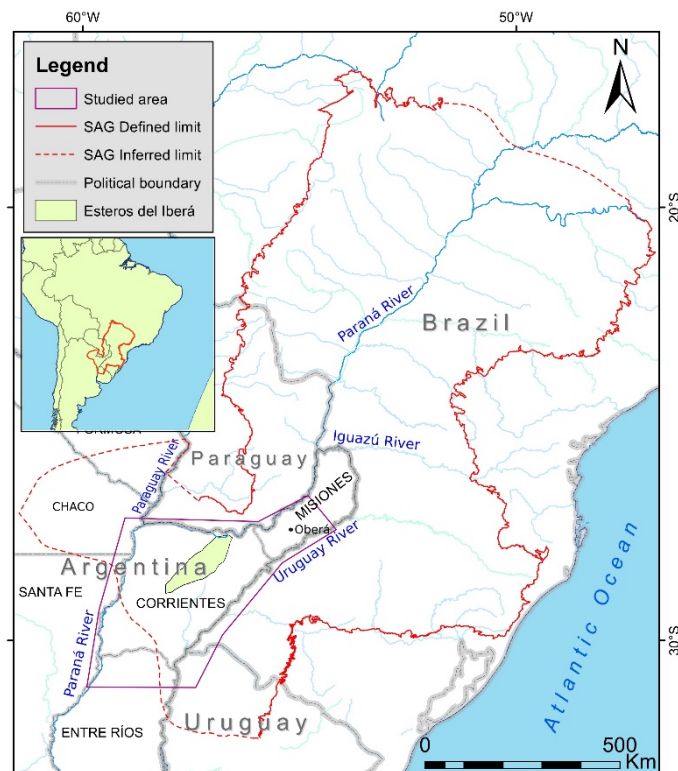 60°W
50°W
Legend
Studied area
SAG Defined limit
SAG Inferred limit
Political boundary
Esteros del Iberá
N
20°S
Paraná River
Brazil
Iguazú River
Paraguay River
Paraguay
CHACO
MISIONES
Oberá
Uruguay River
Argentina
CORRIENTES
SANTA FE
Paraná River
30°S
Uruguay
ENTRE RÍOS
Atlantic Ocean
0 500
Km